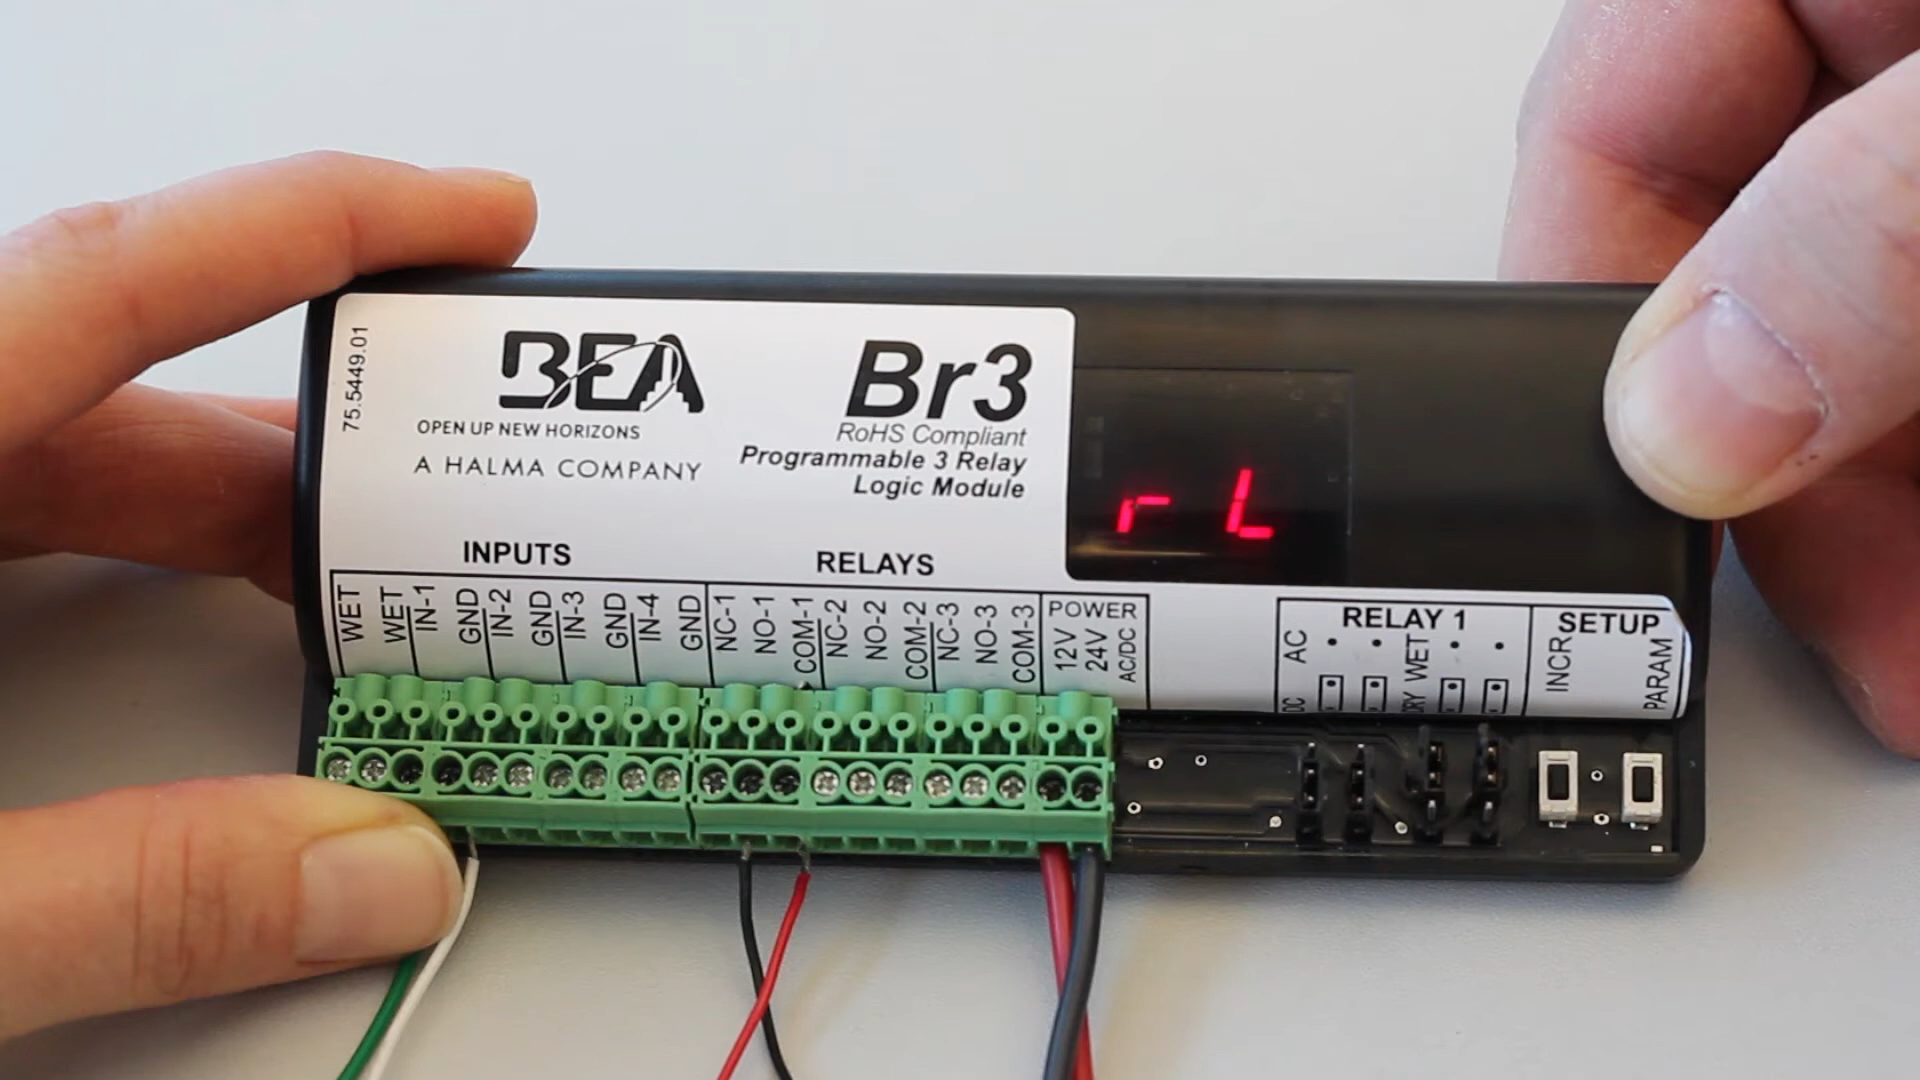 75.5449.01
BEA
OPEN UP NEW HORIZONS
A HALMA COMPANY
Br3
RoHS Compliant
Programmable 3 Relay
Logic Module
r L
INPUTS
RELAYS
WET
WET
IN-1
GND
IN-2
GND
IN-3
GND
IN-4
GND
NC-1
NO-1
COM-1
NC-2
NO-2
COM-2
NC-3
NO-3
COM-3
POWER
12V
24V
AC/DC
RELAY 1
AC
DC
WET
DRY
SETUP
INCR
PARAM